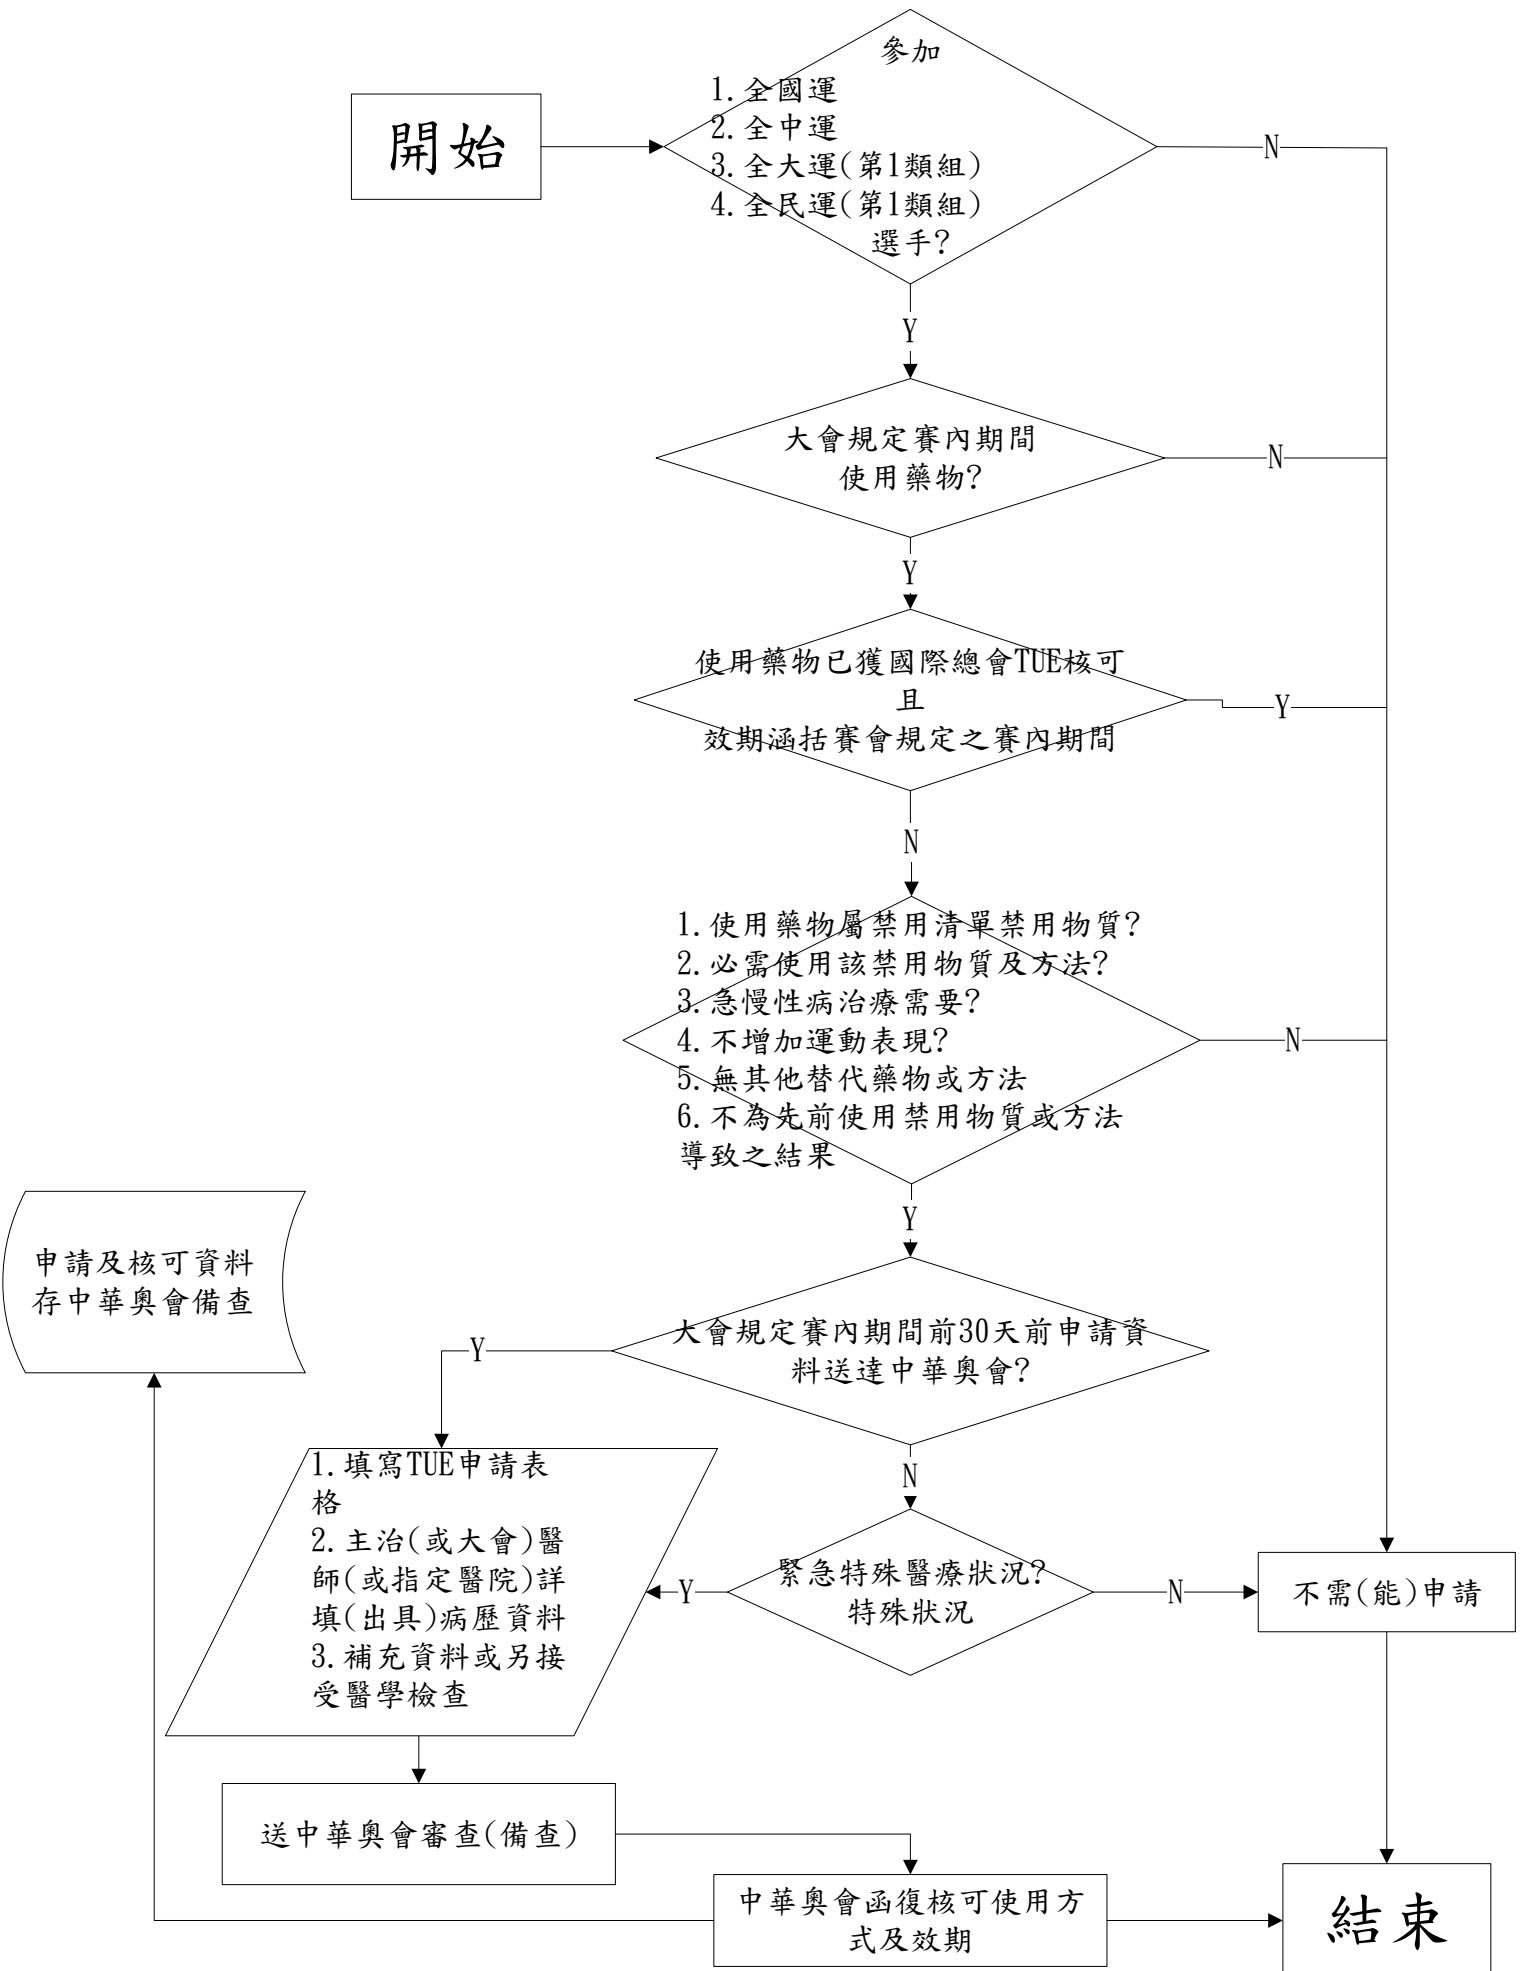 參加
1.全國運
2.全中運
3.全大運(第1類組)
4.全民運(第1類組)
選手?
開始
N
Y
大會規定賽內期間
使用藥物?
N
Y
使用藥物已獲國際總會TUE核可
且
效期涵括賽會規定之賽內期間
Y
N
1.使用藥物屬禁用清單禁用物質?
2.必需使用該禁用物質及方法?
3.急慢性病治療需要?
4.不增加運動表現?
5.無其他替代藥物或方法
6.不為先前使用禁用物質或方法
導致之結果
N
Y
申請及核可資料
存中華奧會備查
大會規定賽內期間前30天前申請資
料送達中華奧會?
Y
N
1.填寫TUE申請表
格
2.主治(或大會)醫
師(或指定醫院)詳
填(出具)病歷資料
3.補充資料或另接
受醫學檢查
緊急特殊醫療狀況?
特殊狀況
Y
N
不需(能)申請
送中華奧會審查(備查)
中華奧會函復核可使用方
式及效期
結束